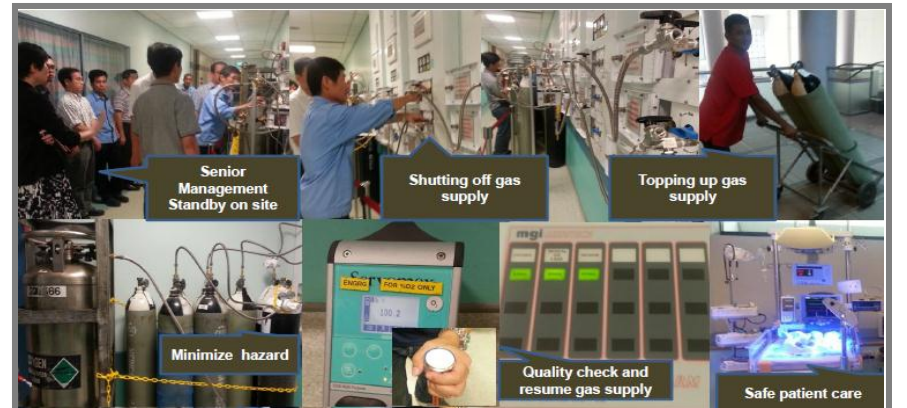 Senior
Management
Standby on site
Shutting off gas
supply
Topping up gas
supply
Minimize hazard
ENGRG
FOR %O2 ONLY
100.2
mgi
Quality check and
resume gas supply
Safe patient care